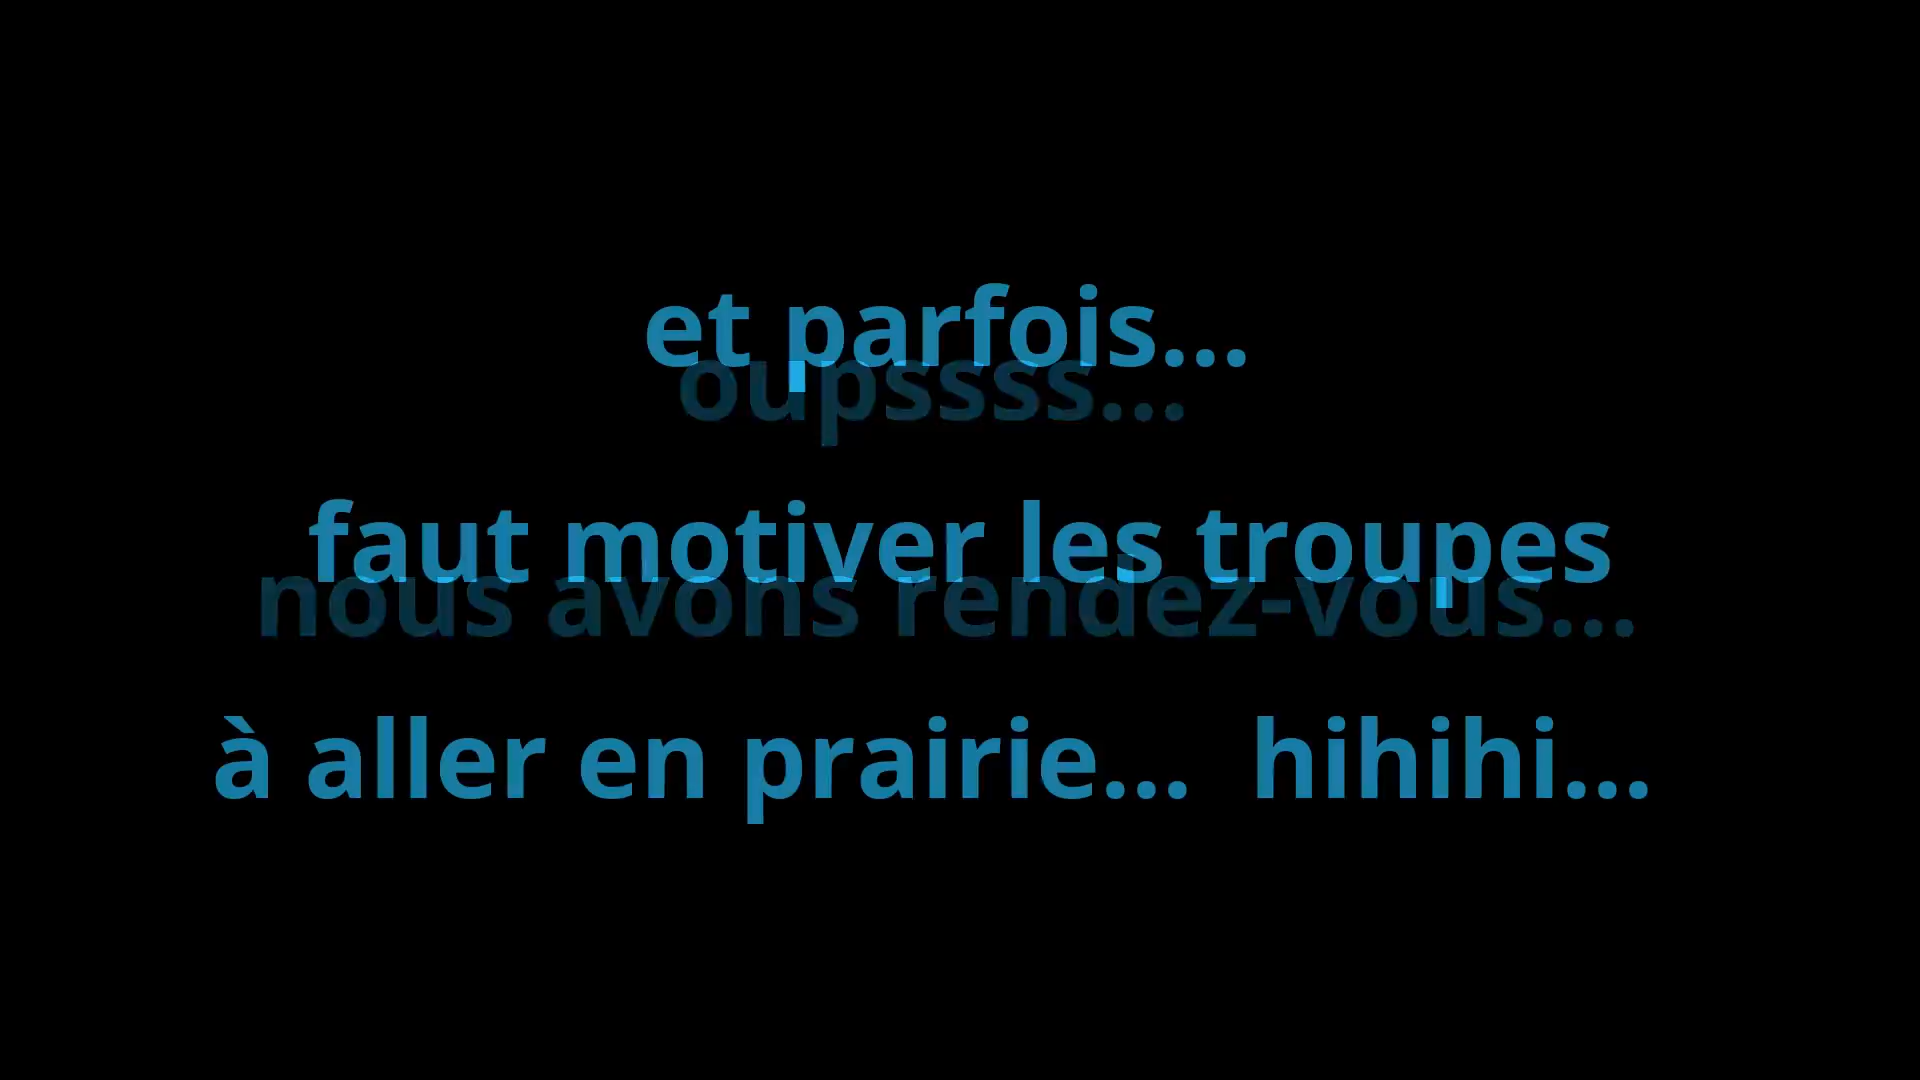 et parfois...
oupssss...
faut motiver les troupes
nous avons rendez-vous...
à aller en prairie...  hihihi...